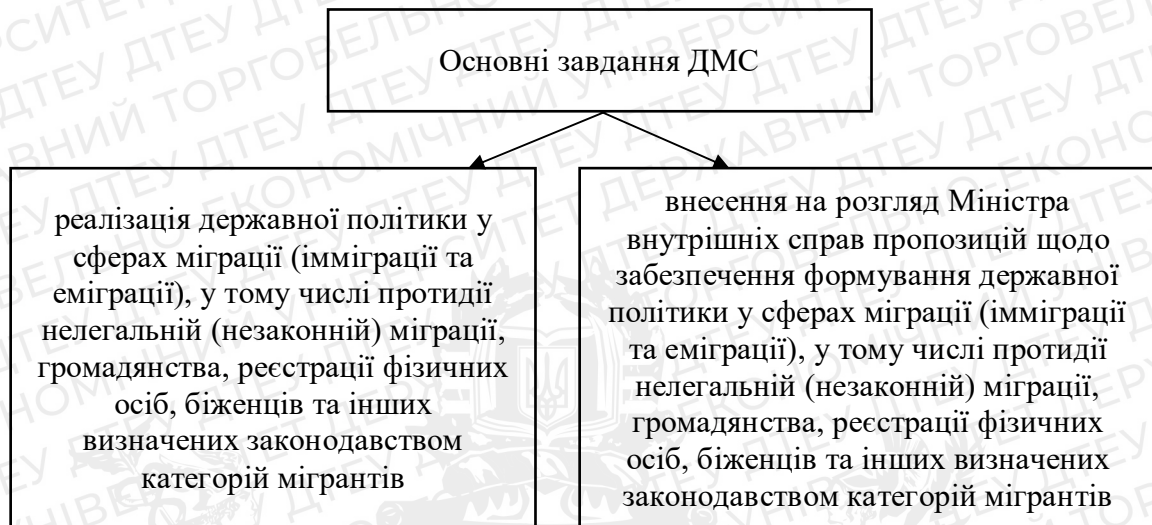 Основні завдання ДМС
реалізація державної політики у
сферах міграції (імміграції та
еміграції), у тому числі протидії
нелегальній (незаконній) міграції,
громадянства, реєстрації фізичних
осіб, біженців та інших
визначених законодавством
категорій мігрантів
внесення на розгляд Міністра
внутрішніх справ пропозицій щодо
забезпечення формування державної
політики у сферах міграції (імміграції
та еміграції), у тому числі протидії
нелегальній (незаконній) міграції,
громадянства, реєстрації фізичних
осіб, біженців та інших визначених
законодавством категорій мігрантів